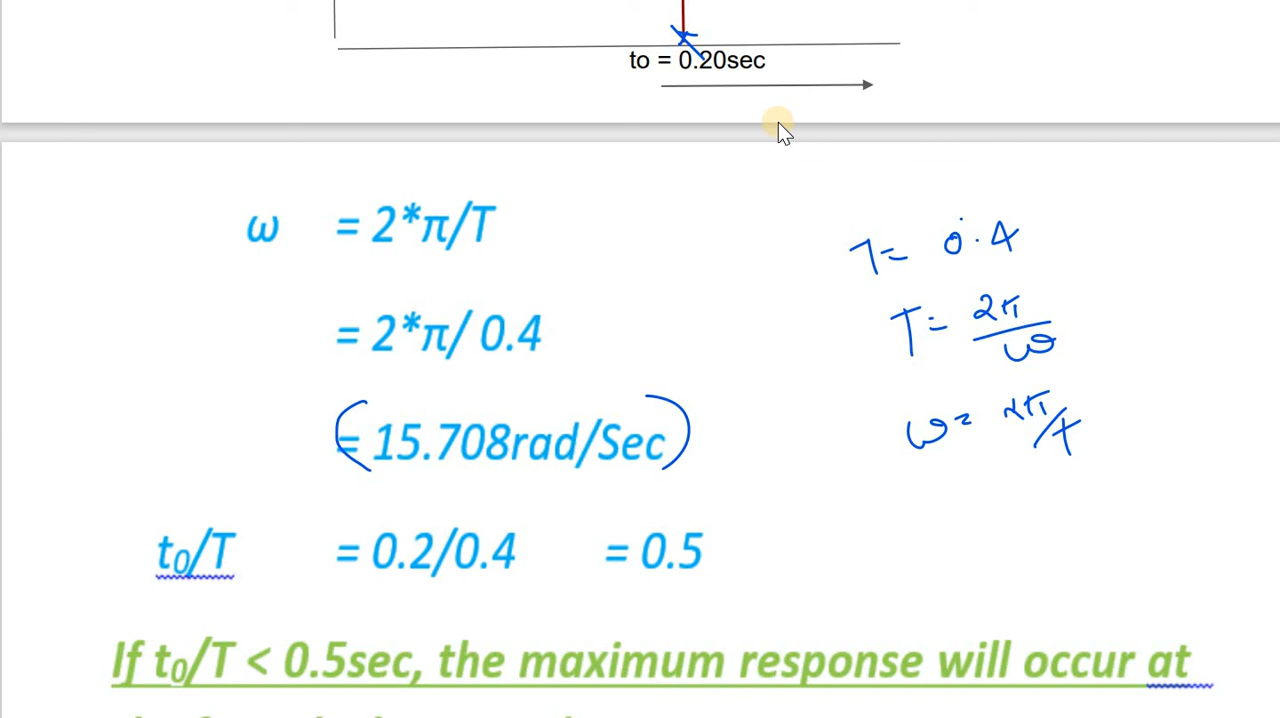 to = 0.20sec
ω = 2*π/T
T= 0.4
= 2*π/ 0.4
T= 2π/ω
= 15.708rad/Sec
ω= 2π/T
t₀/T = 0.2/0.4 = 0.5
If t₀/T < 0.5sec, the maximum response will occur at